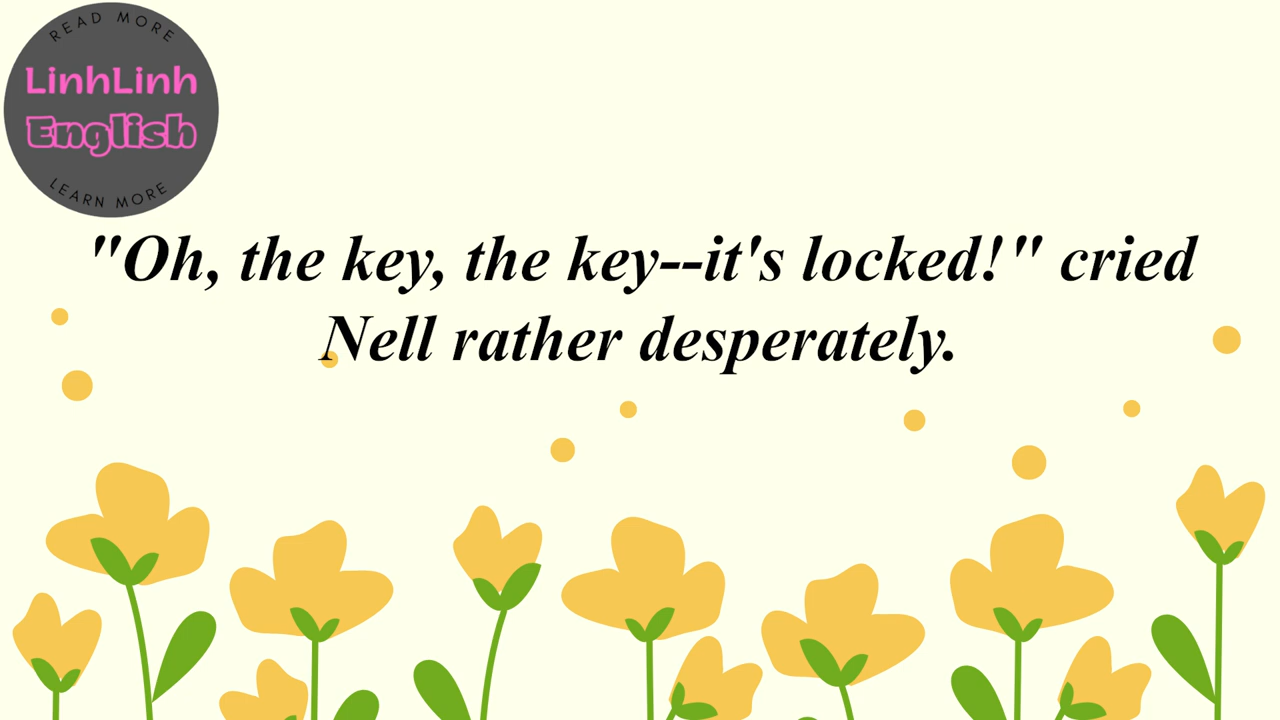 READ MORE
LinhLinh
English
LEARN MORE
"Oh, the key, the key--it's locked!" cried
Nell rather desperately.